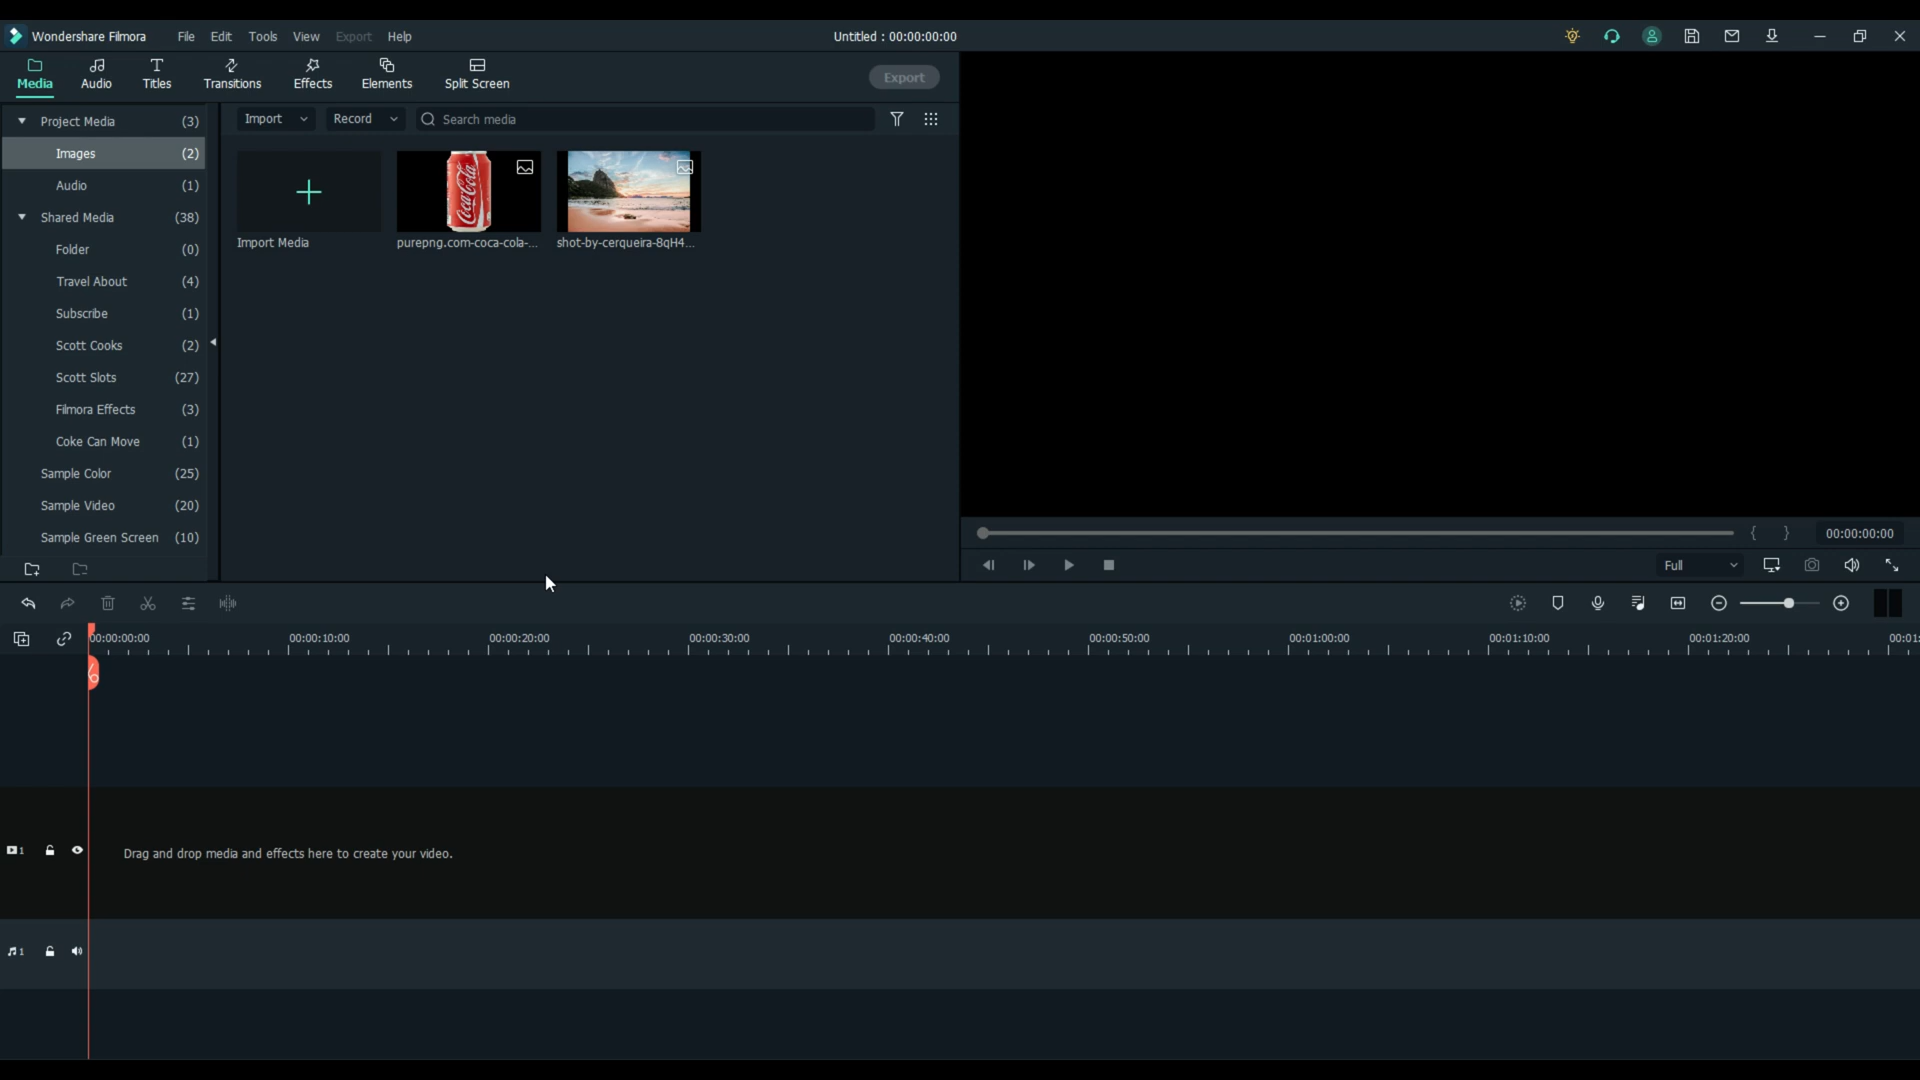 Wondershare Filmora File Edit Tools View Export Help Untitled : 00:00:00:00
Media Audio Titles Transitions Effects Elements Split Screen Export
Project Media (3)
Images (2)
Audio (1)
Shared Media (38)
Folder (0)
Travel About (4)
Subscribe (1)
Scott Cooks (2)
Scott Slots (27)
Filmora Effects (3)
Coke Can Move (1)
Sample Color (25)
Sample Video (20)
Sample Green Screen (10)
Import Record Search media
Coca-Cola
Import Media purepng.com-coca-cola-... shot-by-cerqueira-8qH4...
00:00:00:00
Full
00:00:00:00 00:00:10:00 00:00:20:00 00:00:30:00 00:00:40:00 00:00:50:00 00:01:00:00 00:01:10:00 00:01:20:00 00:01:
1 Drag and drop media and effects here to create your video.
1